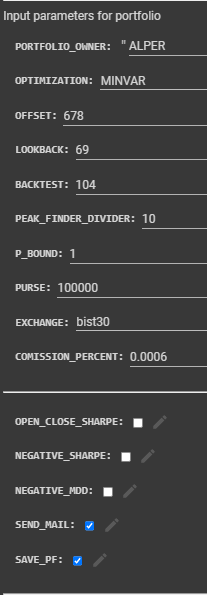 Input parameters for portfolio
PORTFOLIO_OWNER: " ALPER
OPTIMIZATION: MINVAR
OFFSET: 678
LOOKBACK: 69
BACKTEST: 104
PEAK_FINDER_DIVIDER: 10
P_BOUND: 1
PURSE: 100000
EXCHANGE: bist30
COMISSION_PERCENT: 0.0006
OPEN_CLOSE_SHARPE:
NEGATIVE_SHARPE:
NEGATIVE_MDD:
SEND_MAIL:
SAVE_PF: